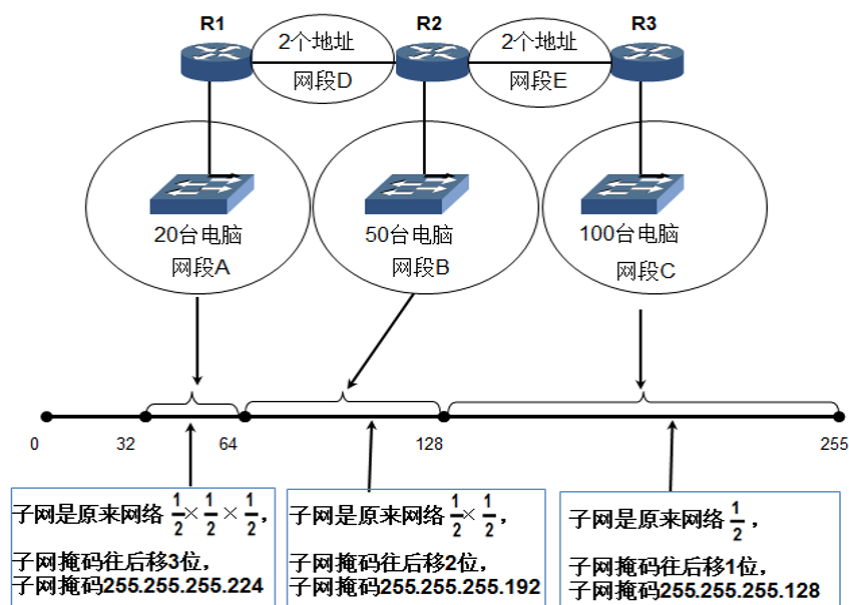 R1
R2
R3
2个地址
2个地址
网段D
网段E
20台电脑
50台电脑
100台电脑
网段A
网段B
网段C
0
32
64
128
255
子网是原来网络 1/2 × 1/2 × 1/2,
子网掩码往后移3位,
子网掩码255.255.255.224
子网是原来网络 1/2 × 1/2,
子网掩码往后移2位,
子网掩码255.255.255.192
子网是原来网络 1/2,
子网掩码往后移1位,
子网掩码255.255.255.128